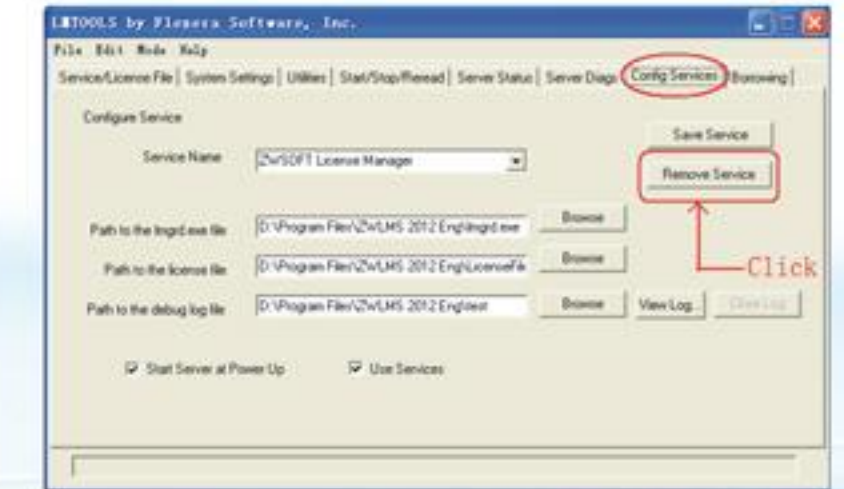 LMTOOLS by Flexera Software, Inc.
File Edit Mode Help
Service/License File System Settings Utilities Start/Stop/Reread Server Status Server Diags Config Services Borrowing
Configure Service
Save Service
Service Name ZWSOFT License Manager
Remove Service
Path to the lmgrd.exe file D:\Program Files\ZWLMS 2012 Eng\lmgrd.exe Browse
Path to the license file D:\Program Files\ZWLMS 2012 Eng\LicenseFile Browse
Click
Path to the debug log file D:\Program Files\ZWLMS 2012 Eng\test Browse View Log... Close Log
Start Server at Power Up Use Services